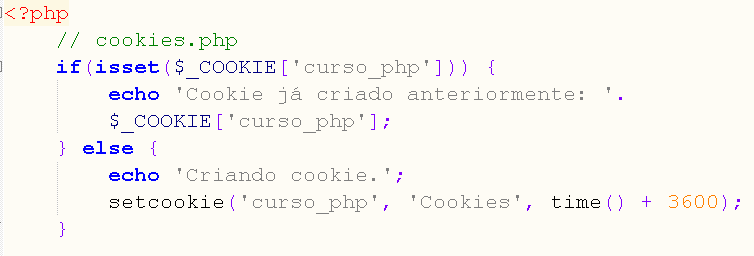 <?php
// cookies.php
if(isset($_COOKIE['curso_php'])) {
echo 'Cookie já criado anteriormente: '.
$_COOKIE['curso_php'];
} else {
echo 'Criando cookie.';
setcookie('curso_php', 'Cookies', time() + 3600);
}